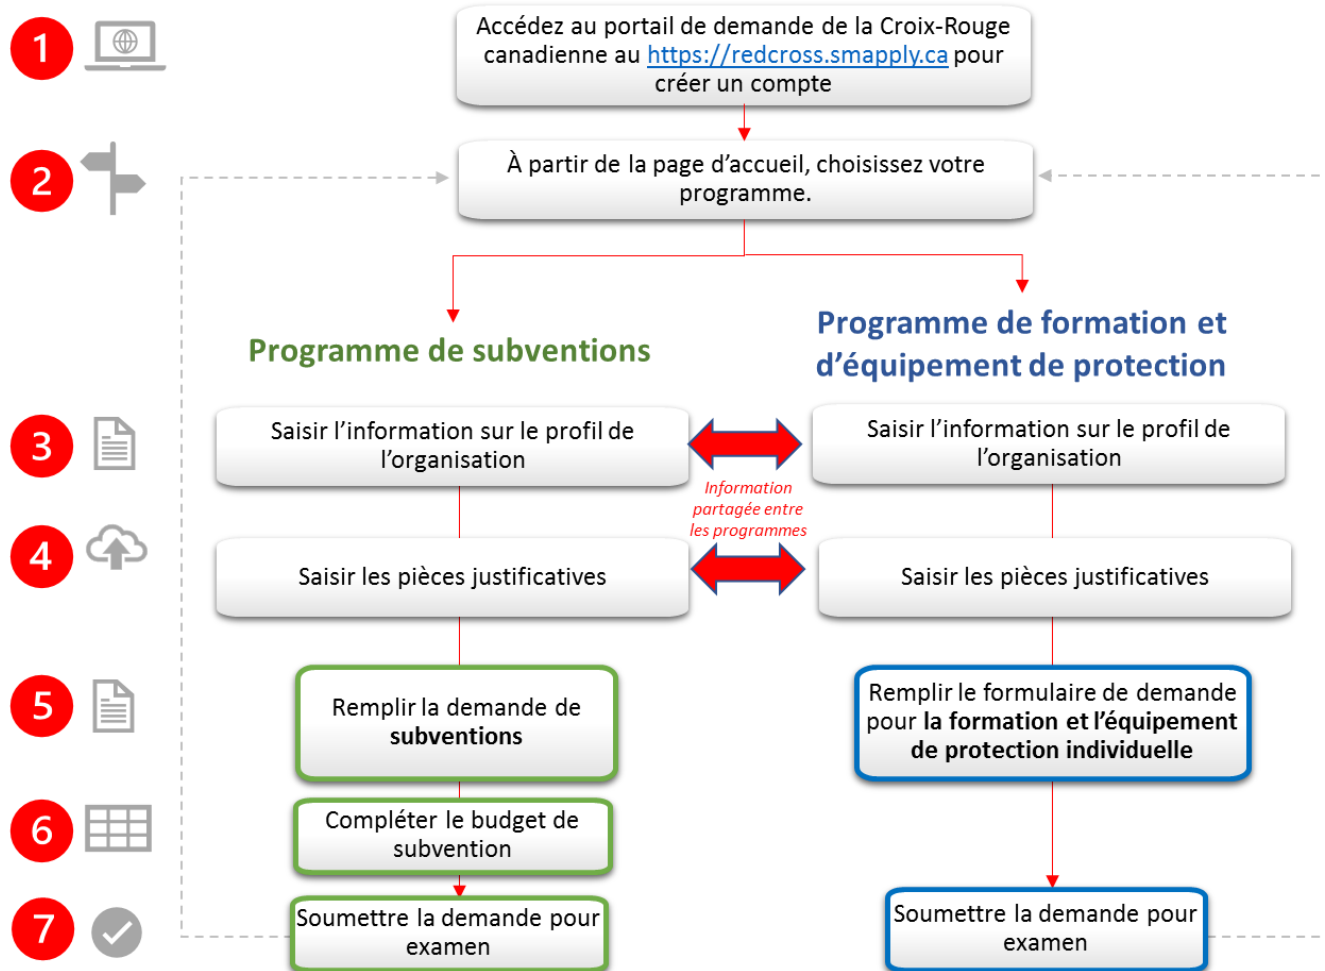 1
Accédez au portail de demande de la Croix-Rouge
canadienne au https://redcross.smapply.ca pour
créer un compte
2
À partir de la page d’accueil, choisissez votre
programme.
Programme de subventions
Programme de formation et
d’équipement de protection
3
Saisir l’information sur le profil de
l’organisation
Saisir l’information sur le profil de
l’organisation
Information
partagée entre
les programmes
4
Saisir les pièces justificatives
Saisir les pièces justificatives
5
Remplir la demande de
subventions
Remplir le formulaire de demande
pour la formation et l’équipement
de protection individuelle
6
Compléter le budget de
subvention
7
Soumettre la demande pour
examen
Soumettre la demande pour
examen